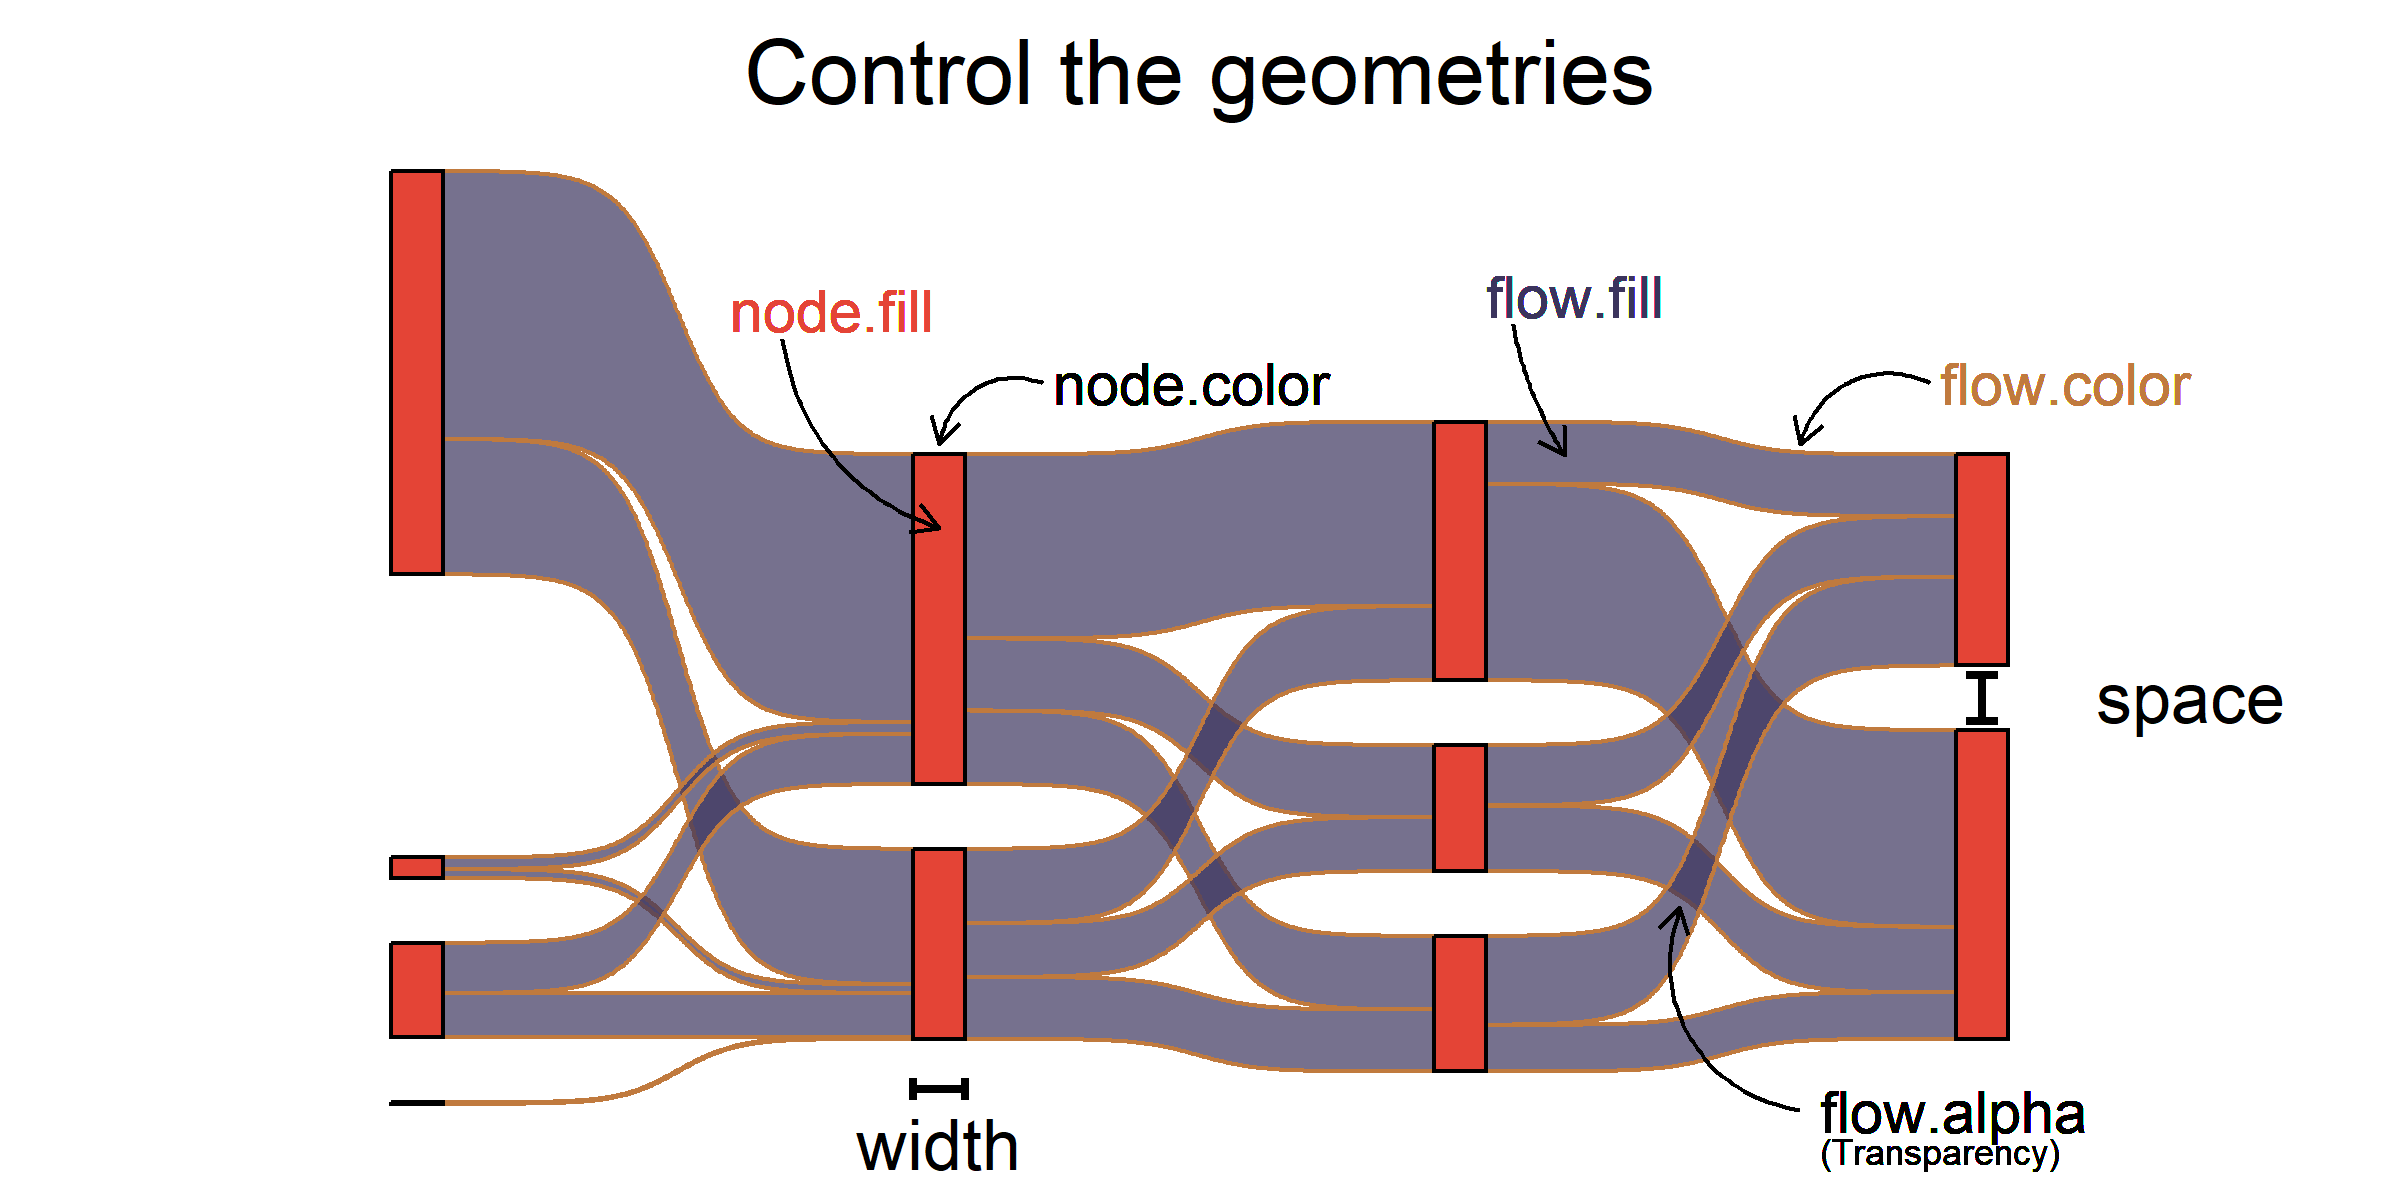 Control the geometries
flow.fill
node.fill
node.color
flow.color
space
flow.alpha
(Transparency)
width